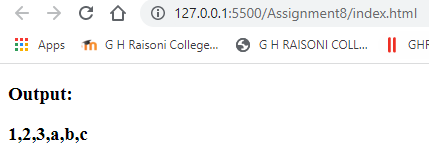 127.0.0.1:5500/Assignment8/index.html
Apps G H Raisoni College... G H RAISONI COLL... GHF
Output:
1,2,3,a,b,c